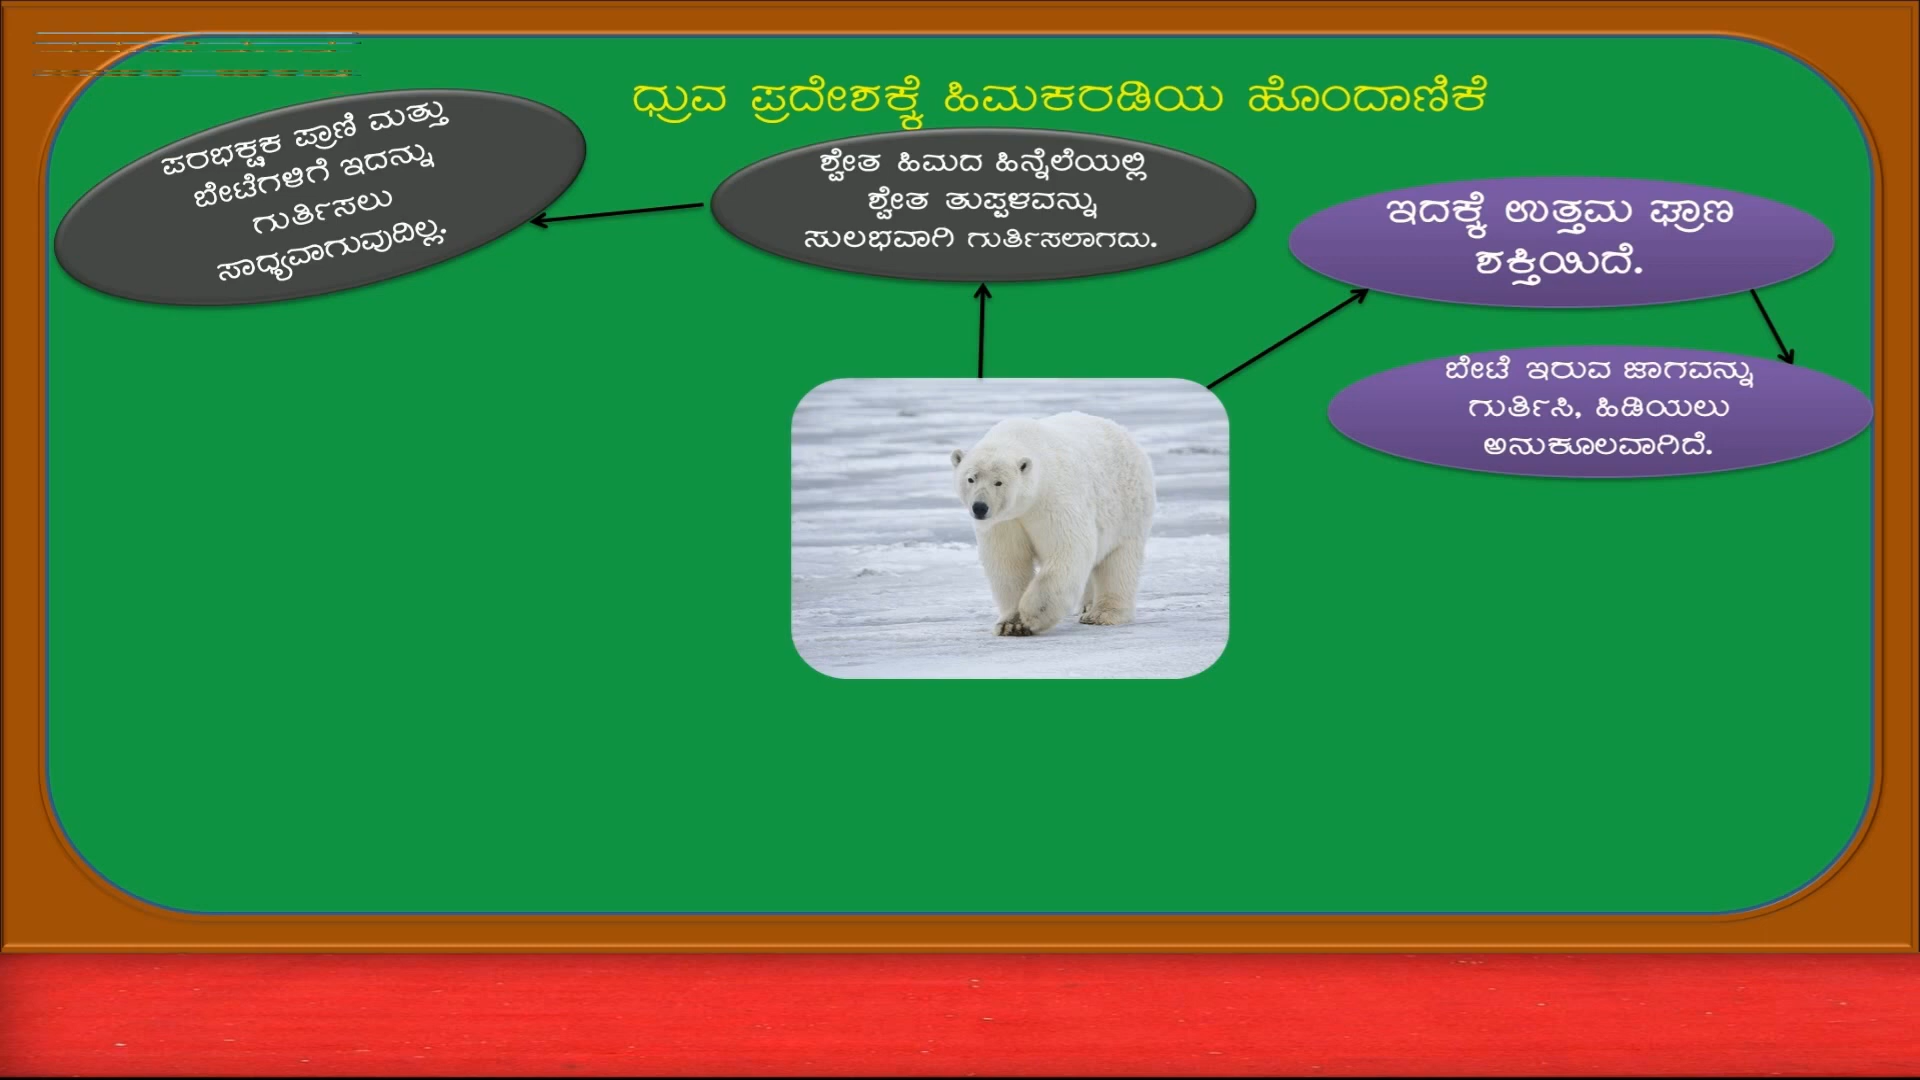 ಧ್ರುವ ಪ್ರದೇಶಕ್ಕೆ ಹಿಮಕರಡಿಯ ಹೊಂದಾಣಿಕೆ
ಪರಭಕ್ಷಕ ಪ್ರಾಣಿ ಮತ್ತು
ಬೇಟೆಗಳಿಗೆ ಇದನ್ನು
ಗುರ್ತಿಸಲು
ಸಾಧ್ಯವಾಗುವುದಿಲ್ಲ.
ಶ್ವೇತ ಹಿಮದ ಹಿನ್ನೆಲೆಯಲ್ಲಿ
ಶ್ವೇತ ತುಪ್ಪಳವನ್ನು
ಸುಲಭವಾಗಿ ಗುರ್ತಿಸಲಾಗದು.
ಇದಕ್ಕೆ ಉತ್ತಮ ಘ್ರಾಣ
ಶಕ್ತಿಯಿದೆ.
ಬೇಟೆ ಇರುವ ಜಾಗವನ್ನು
ಗುರ್ತಿಸಿ, ಹಿಡಿಯಲು
ಅನುಕೂಲವಾಗಿದೆ.